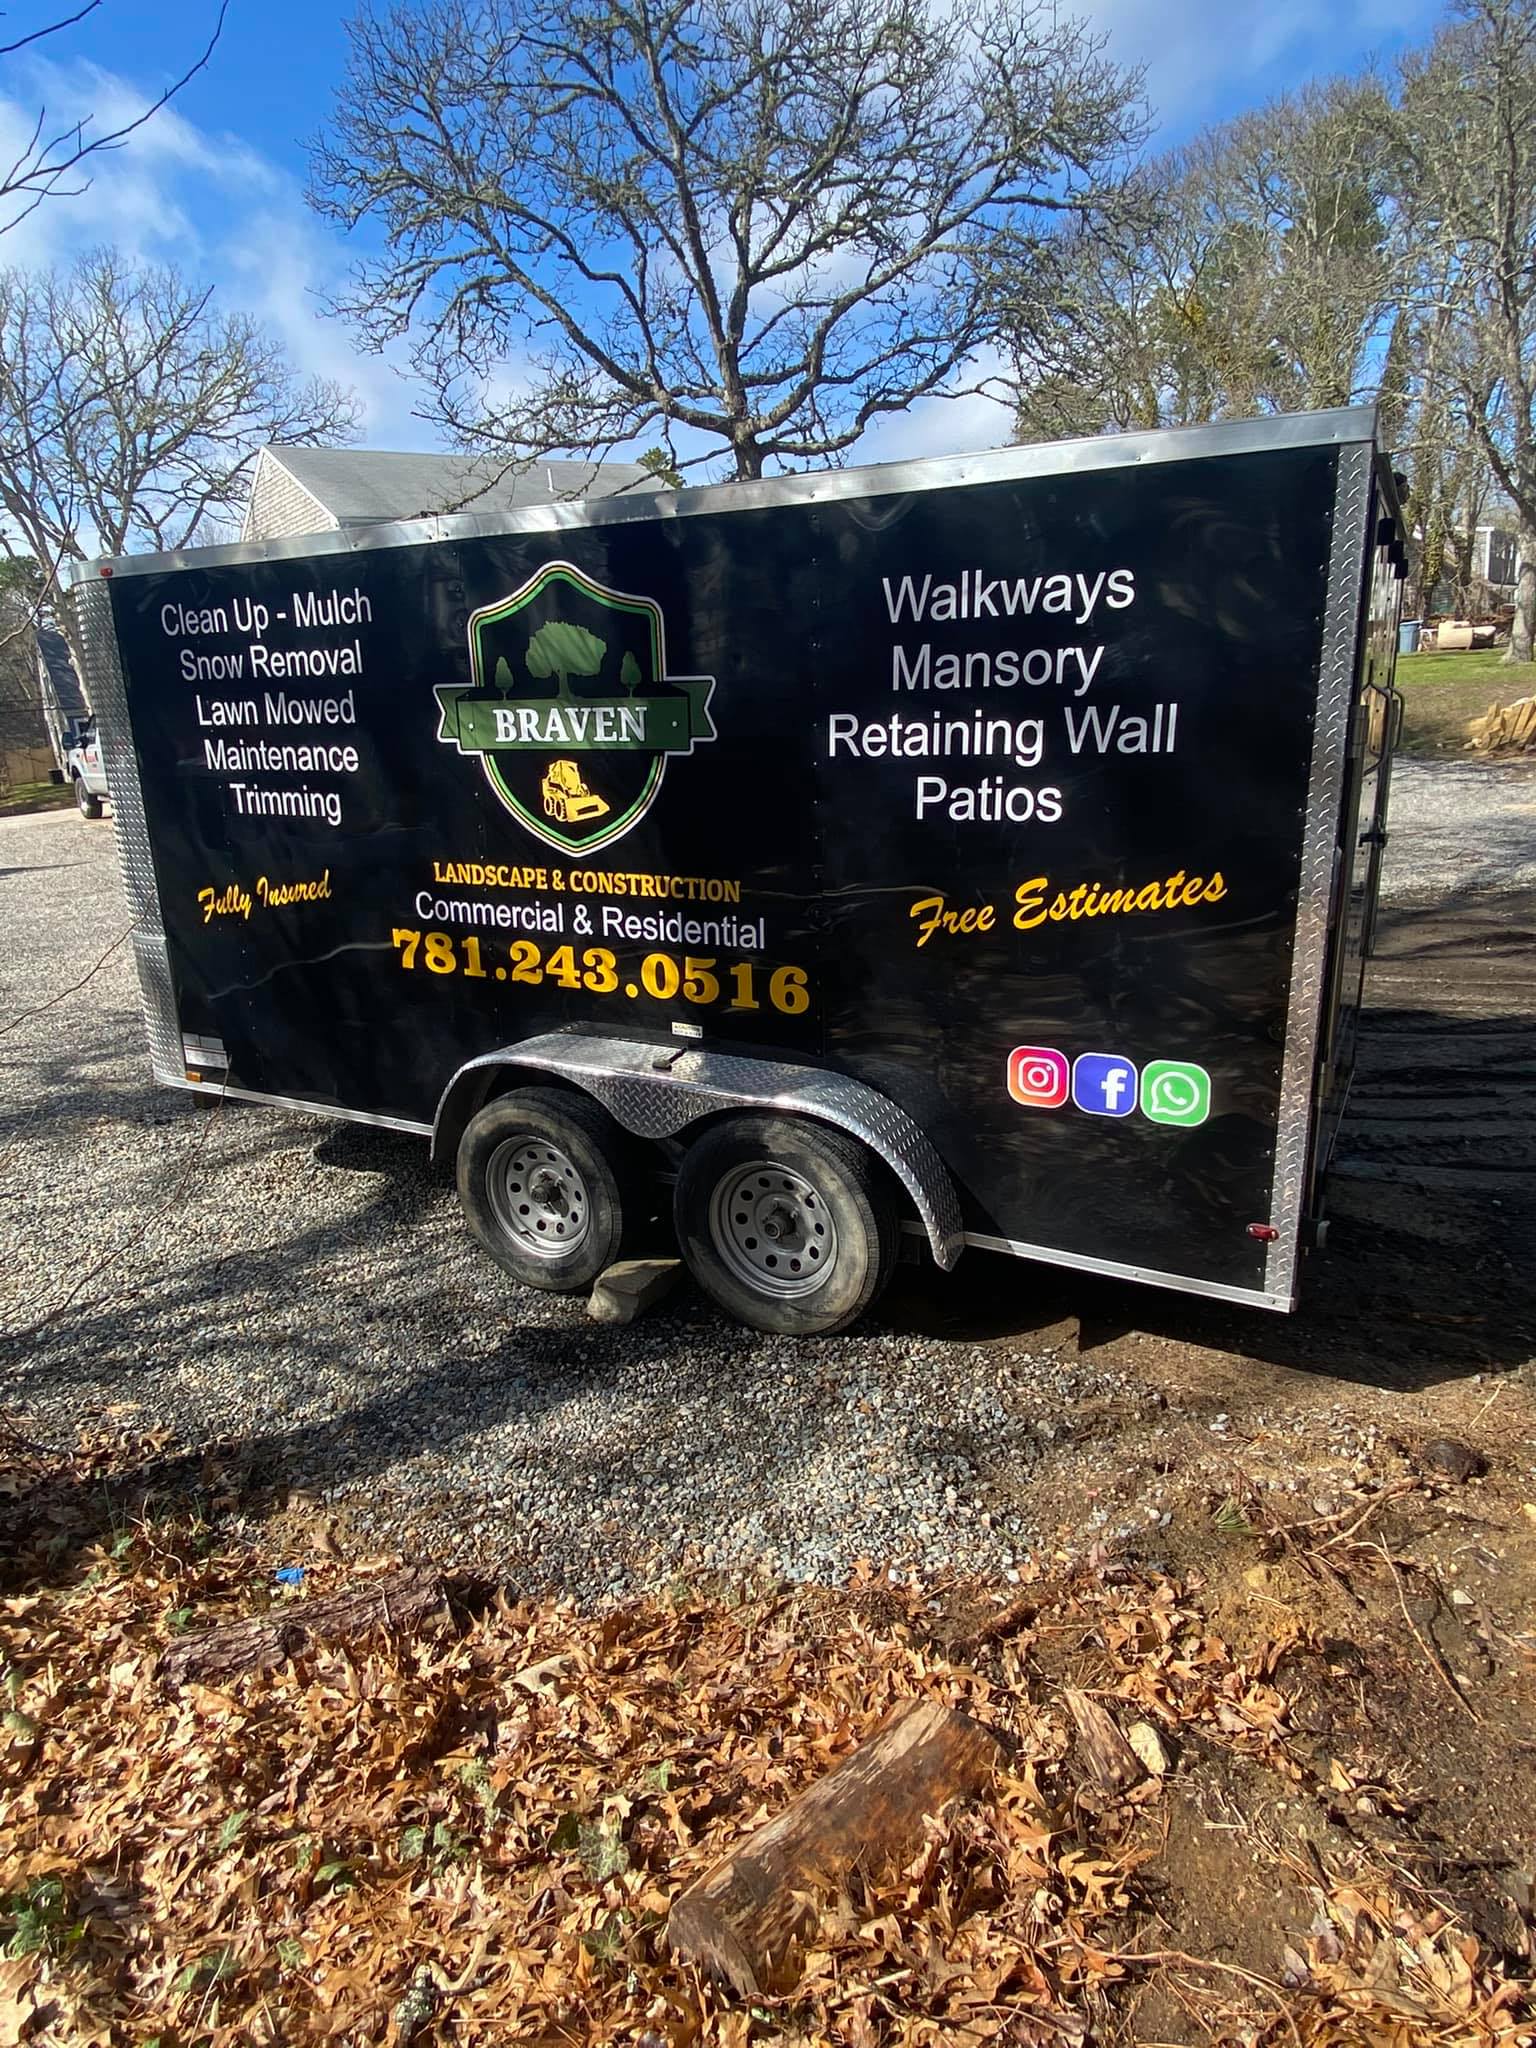 Clean Up - Mulch
Snow Removal
Lawn Mowed
Maintenance
Trimming
Fully Insured
BRAVEN
LANDSCAPE & CONSTRUCTION
Commercial & Residential
781.243.0516
Walkways
Mansory
Retaining Wall
Patios
Free Estimates